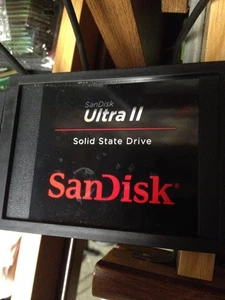 SanDisk
Ultra II
Solid State Drive
SanDisk®